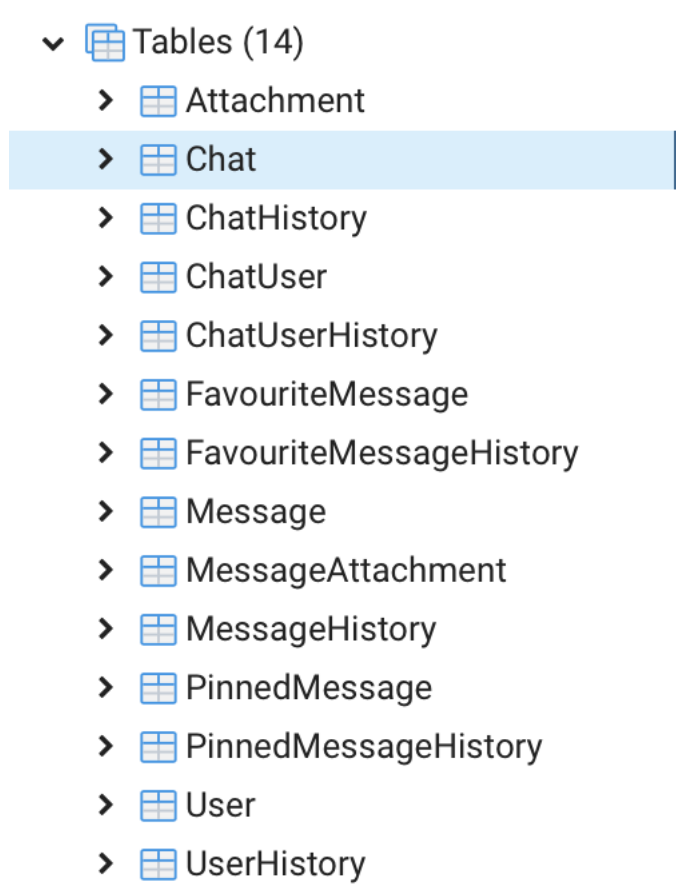 Tables (14)
Attachment
Chat
ChatHistory
ChatUser
ChatUserHistory
FavouriteMessage
FavouriteMessageHistory
Message
MessageAttachment
MessageHistory
PinnedMessage
PinnedMessageHistory
User
UserHistory